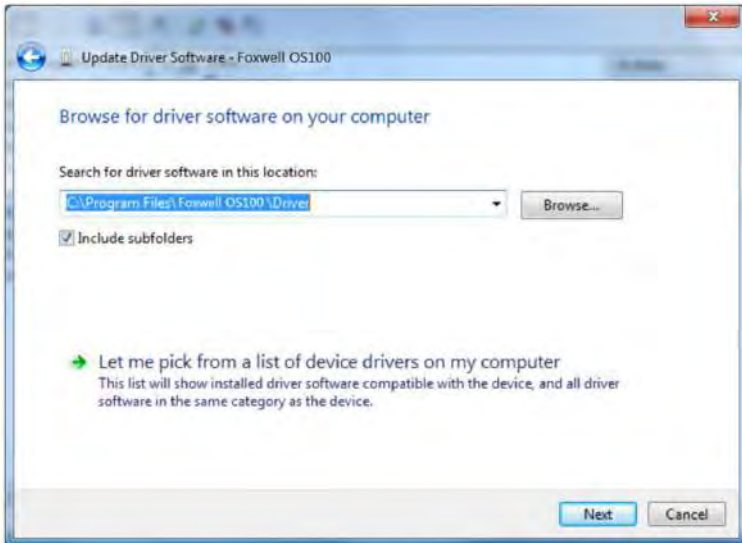 Update Driver Software - Foxwell OS100
Browse for driver software on your computer
Search for driver software in this location:
C:\Program Files\Foxwell OS100\Driver
Browse...
Include subfolders
Let me pick from a list of device drivers on my computer
This list will show installed driver software compatible with the device, and all driver
software in the same category as the device.
Next
Cancel